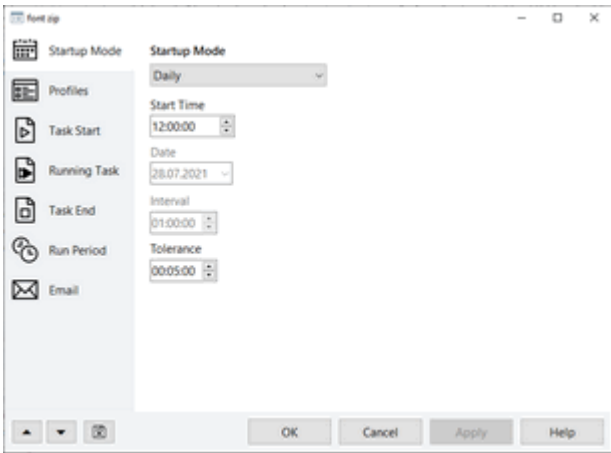 font zip
Startup Mode
Profiles
Task Start
Running Task
Task End
Run Period
Email
Startup Mode
Daily
Start Time
12:00:00
Date
28.07.2021
Interval
01:00:00
Tolerance
00:05:00
OK Cancel Apply Help